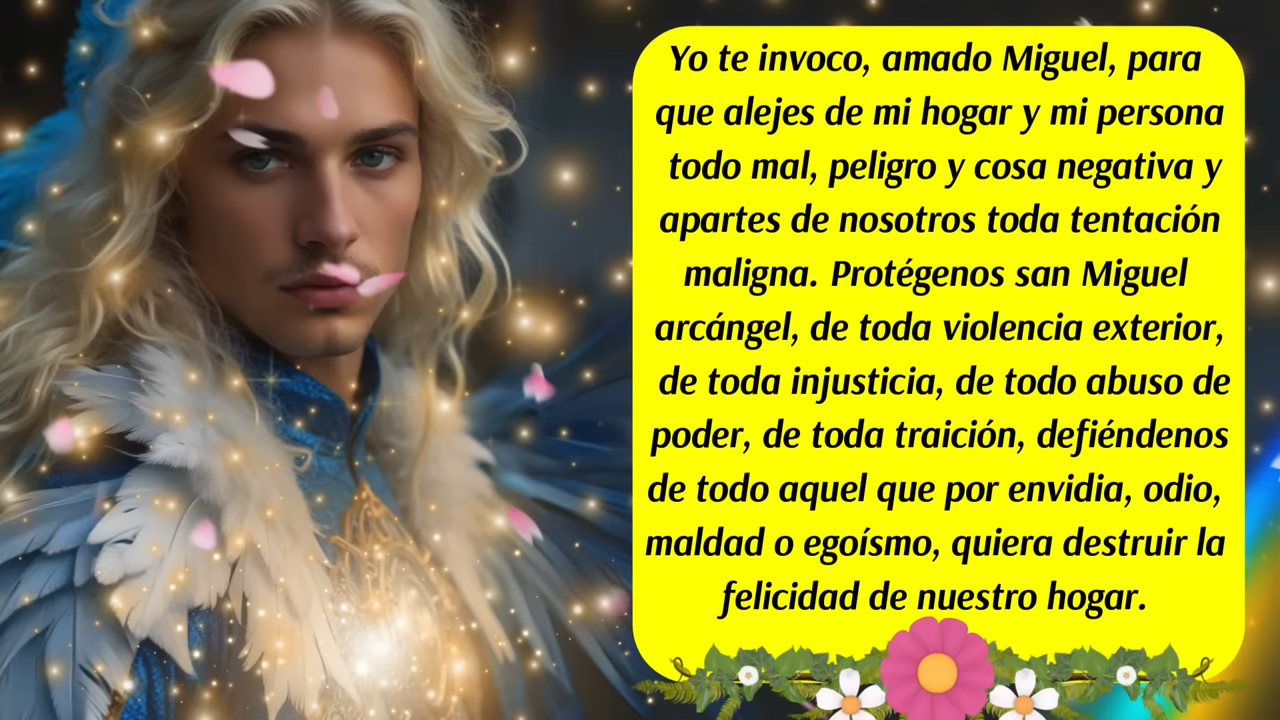 Yo te invoco, amado Miguel, para
que alejes de mi hogar y mi persona
todo mal, peligro y cosa negativa y
apartes de nosotros toda tentación
maligna. Protégenos san Miguel
arcángel, de toda violencia exterior,
de toda injusticia, de todo abuso de
poder, de toda traición, defiéndenos
de todo aquel que por envidia, odio,
maldad o egoísmo, quiera destruir la
felicidad de nuestro hogar.